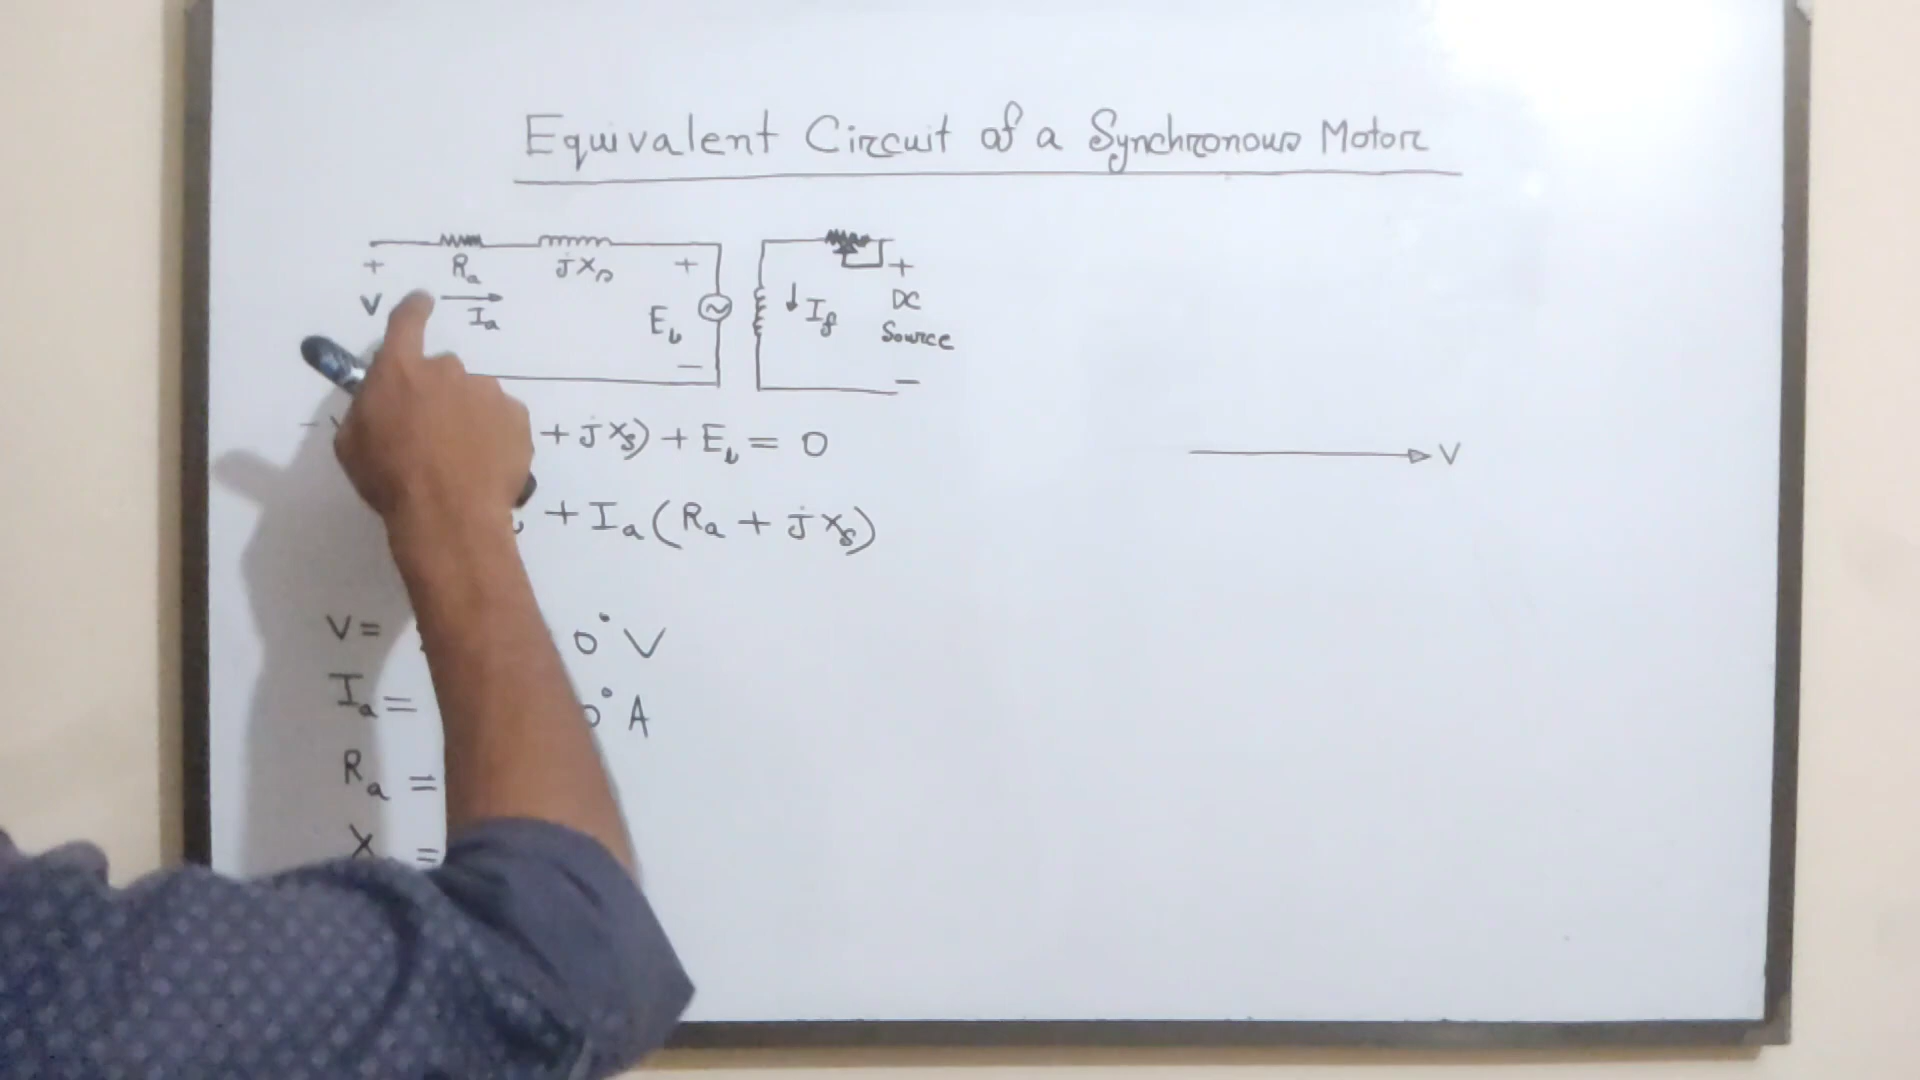 Equivalent Circuit of a Synchronous Motor
Ra jXs
+ + +
V Ia Eb If DC
Source
− −
+ jXs) + Eb = 0
+ Ia (Ra + jXs)
V
V = 0° V
Ia = 0° A
Ra =
X =